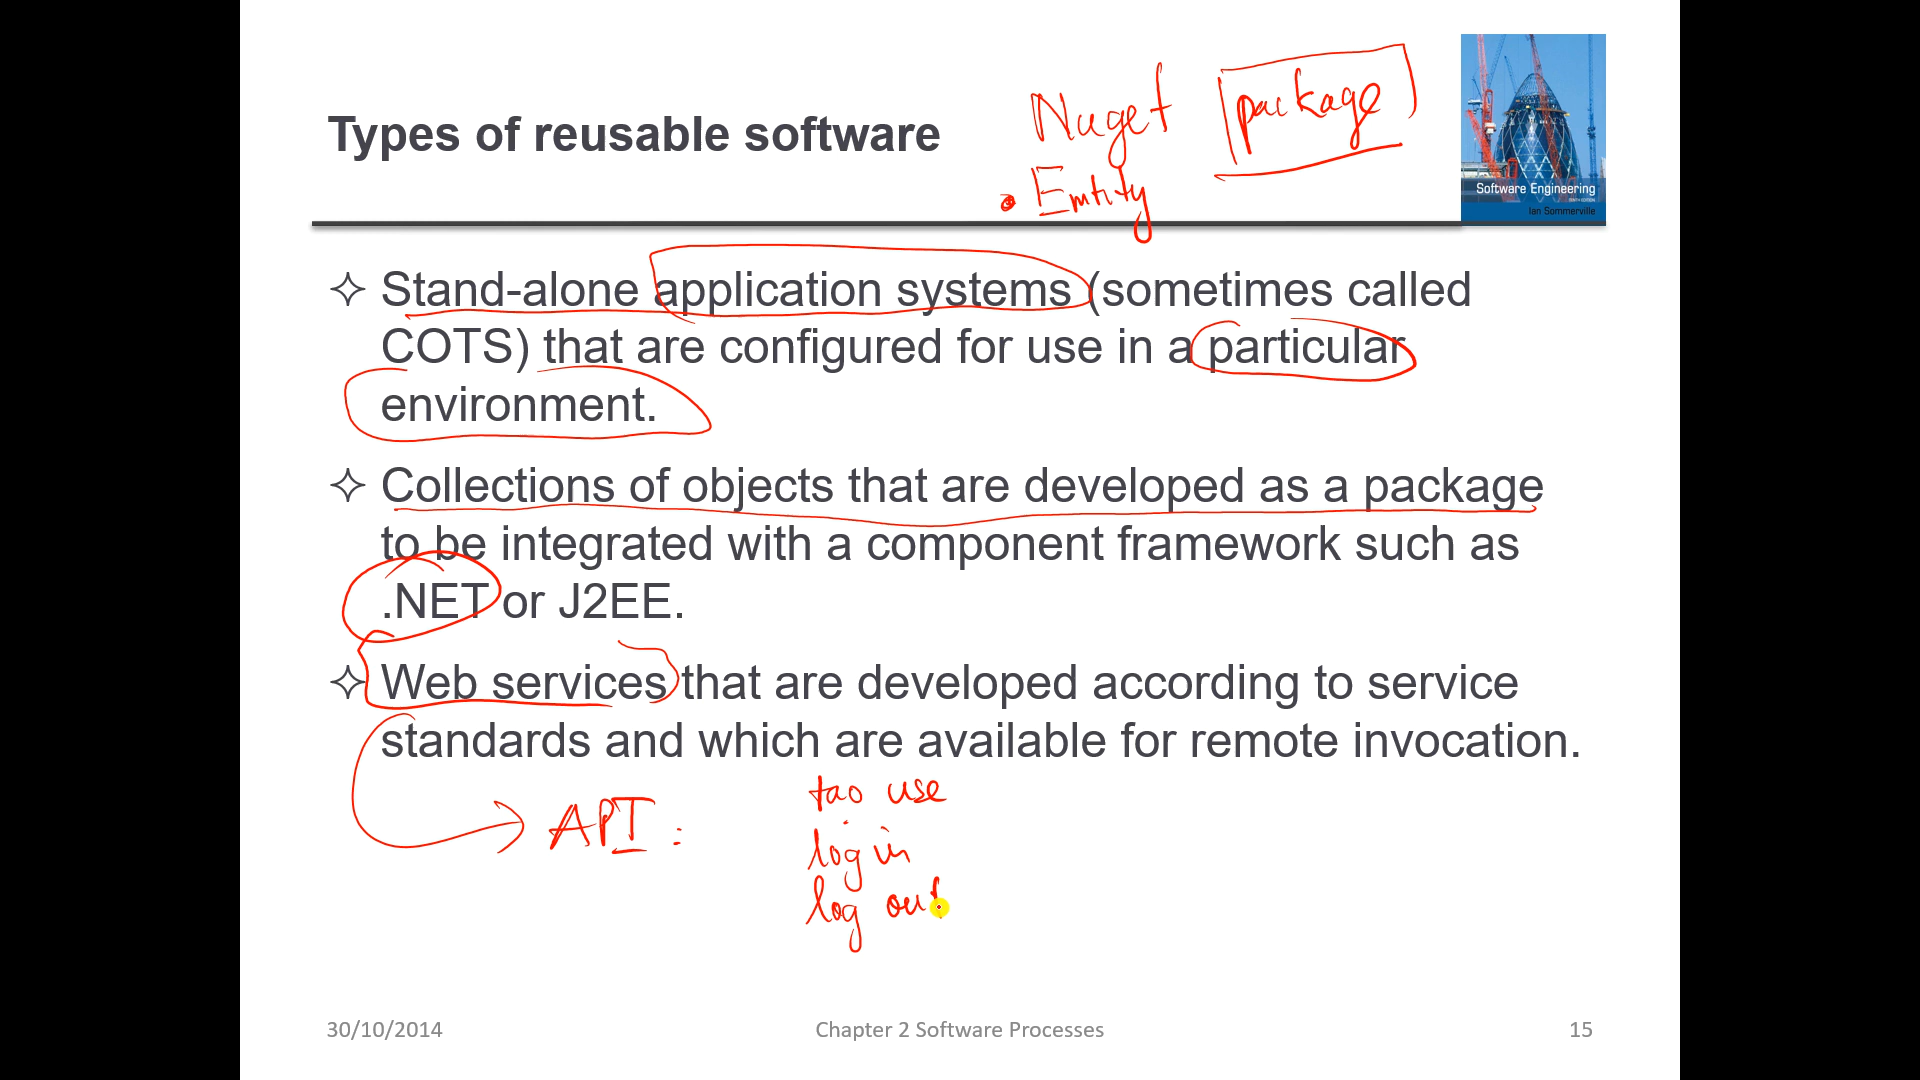 Nuget package
Types of reusable software
Entity
Software Engineering
Ian Sommerville
✧ Stand-alone application systems (sometimes called
COTS) that are configured for use in a particular
environment.
✧ Collections of objects that are developed as a package
to be integrated with a component framework such as
.NET or J2EE.
✧ Web services that are developed according to service
standards and which are available for remote invocation.
API :
tạo use
log in
log out
30/10/2014
Chapter 2 Software Processes
15